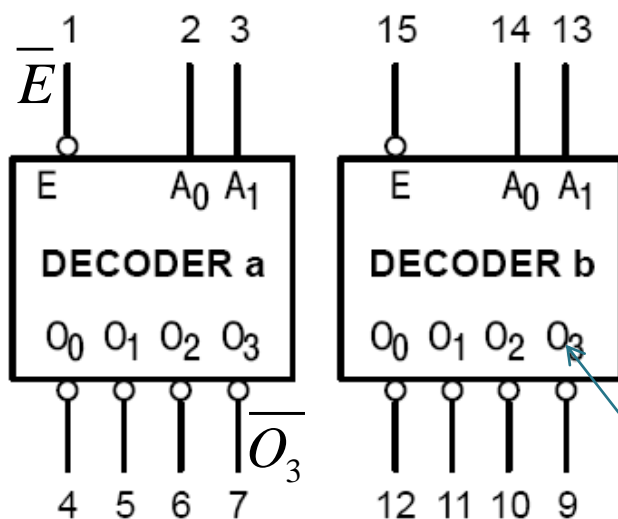 1 2 3 15 14 13
E̅
E A₀ A₁ E A₀ A₁
DECODER a DECODER b
O₀ O₁ O₂ O₃ O₀ O₁ O₂ O₃
O̅₃
4 5 6 7 12 11 10 9